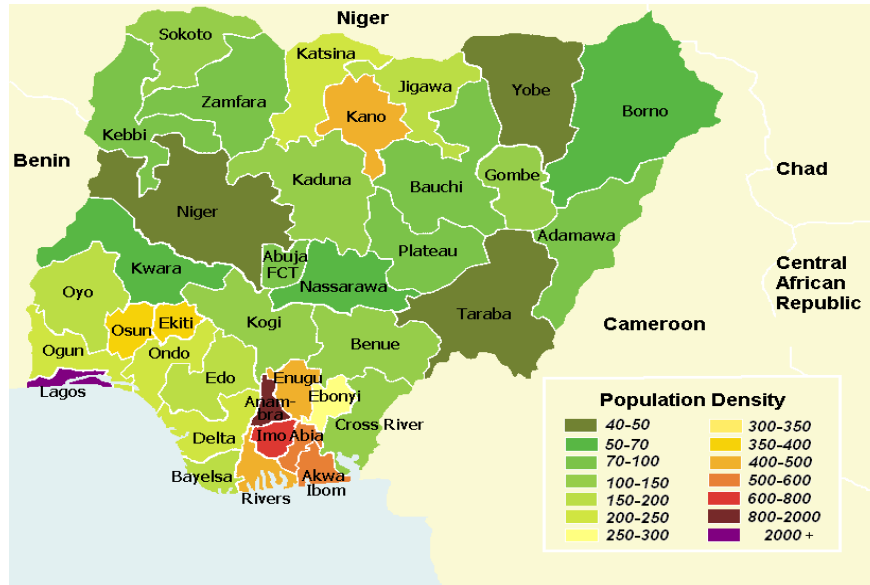 Niger
Sokoto
Katsina
Jigawa
Yobe
Borno
Zamfara
Kano
Kebbi
Benin
Chad
Kaduna
Bauchi
Gombe
Niger
Adamawa
Plateau
Abuja
FCT
Kwara
Nassarawa
Central
African
Republic
Oyo
Taraba
Kogi
Cameroon
Osun
Ekiti
Benue
Ogun
Ondo
Edo
Enugu
Lagos
Anam-
bra
Ebonyi
Cross River
Imo
Abia
Delta
Bayelsa
Akwa
Ibom
Rivers
Population Density
40-50
50-70
70-100
100-150
150-200
200-250
250-300
300-350
350-400
400-500
500-600
600-800
800-2000
2000 +